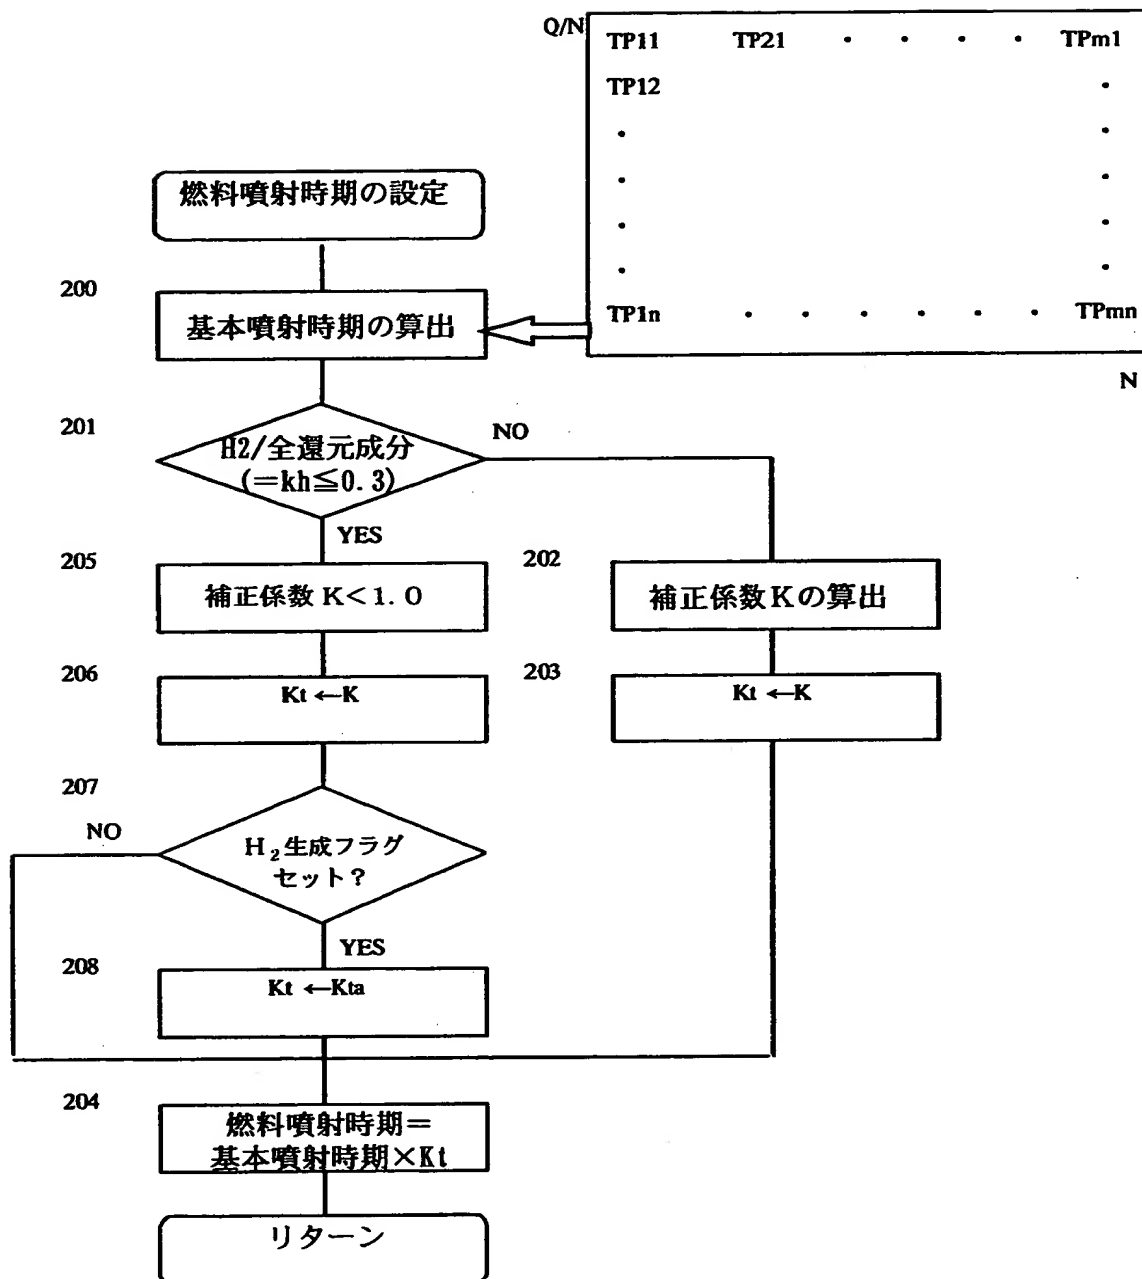 Q/N
TP11 TP21 ・ ・ ・ ・ TPm1
TP12 ・
・ ・
・ ・
・ ・
・ ・
TP1n ・ ・ ・ ・ ・ ・ TPmn
N
燃料噴射時期の設定
200
基本噴射時期の算出
201
H2/全還元成分
(=kh≦0.3)
NO
YES
205
補正係数 K<1.0
202
補正係数Kの算出
206
Kt ←K
203
Kt ←K
207
NO
H₂生成フラグ
セット?
YES
208
Kt ←Kta
204
燃料噴射時期=
基本噴射時期×Kt
リターン